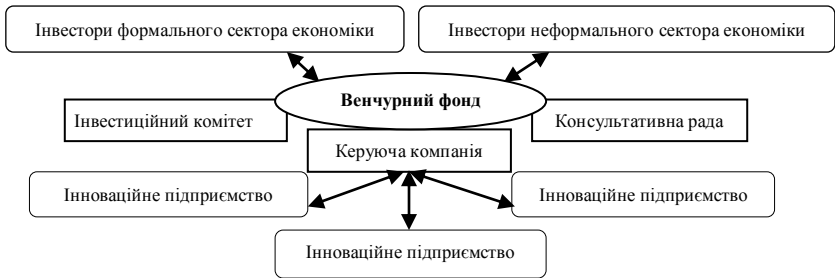 Інвестори формального сектора економіки
Інвестори неформального сектора економіки
Венчурний фонд
Інвестиційний комітет
Консультативна рада
Керуюча компанія
Інноваційне підприємство
Інноваційне підприємство
Інноваційне підприємство